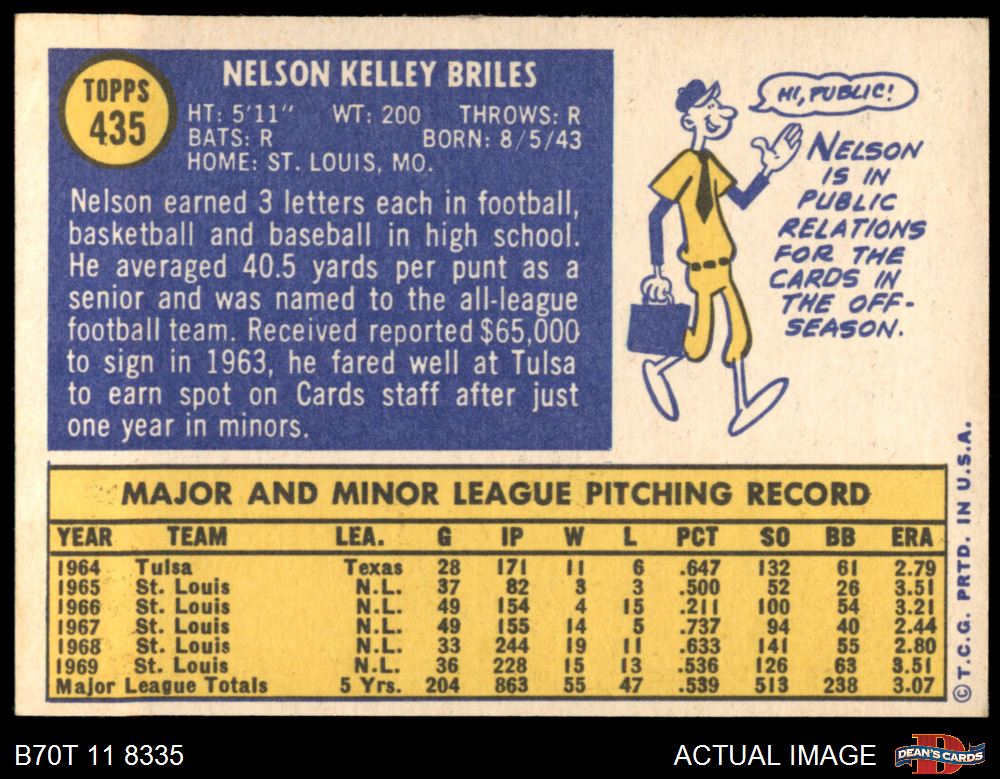 TOPPS
435
NELSON KELLEY BRILES
HT: 5'11" WT: 200 THROWS: R
BATS: R BORN: 8/5/43
HOME: ST. LOUIS, MO.
Nelson earned 3 letters each in football,
basketball and baseball in high school.
He averaged 40.5 yards per punt as a
senior and was named to the all-league
football team. Received reported $65,000
to sign in 1963, he fared well at Tulsa
to earn spot on Cards staff after just
one year in minors.
HI, PUBLIC!
NELSON
IS IN
PUBLIC
RELATIONS
FOR THE
CARDS IN
THE OFF-
SEASON.
MAJOR AND MINOR LEAGUE PITCHING RECORD
YEAR TEAM LEA. G IP W L PCT SO BB ERA
1964 Tulsa Texas 28 171 11 6 .647 132 61 2.79
1965 St. Louis N.L. 37 82 3 3 .500 52 26 3.51
1966 St. Louis N.L. 49 154 4 15 .211 100 54 3.21
1967 St. Louis N.L. 49 155 14 5 .737 94 40 2.44
1968 St. Louis N.L. 33 244 19 11 .633 141 55 2.80
1969 St. Louis N.L. 36 228 15 13 .536 126 63 3.51
Major League Totals 5 Yrs. 204 863 55 47 .539 513 238 3.07
© T.C.G. PRTD. IN U.S.A.
B70T 11 8335
ACTUAL IMAGE
DEAN'S CARDS